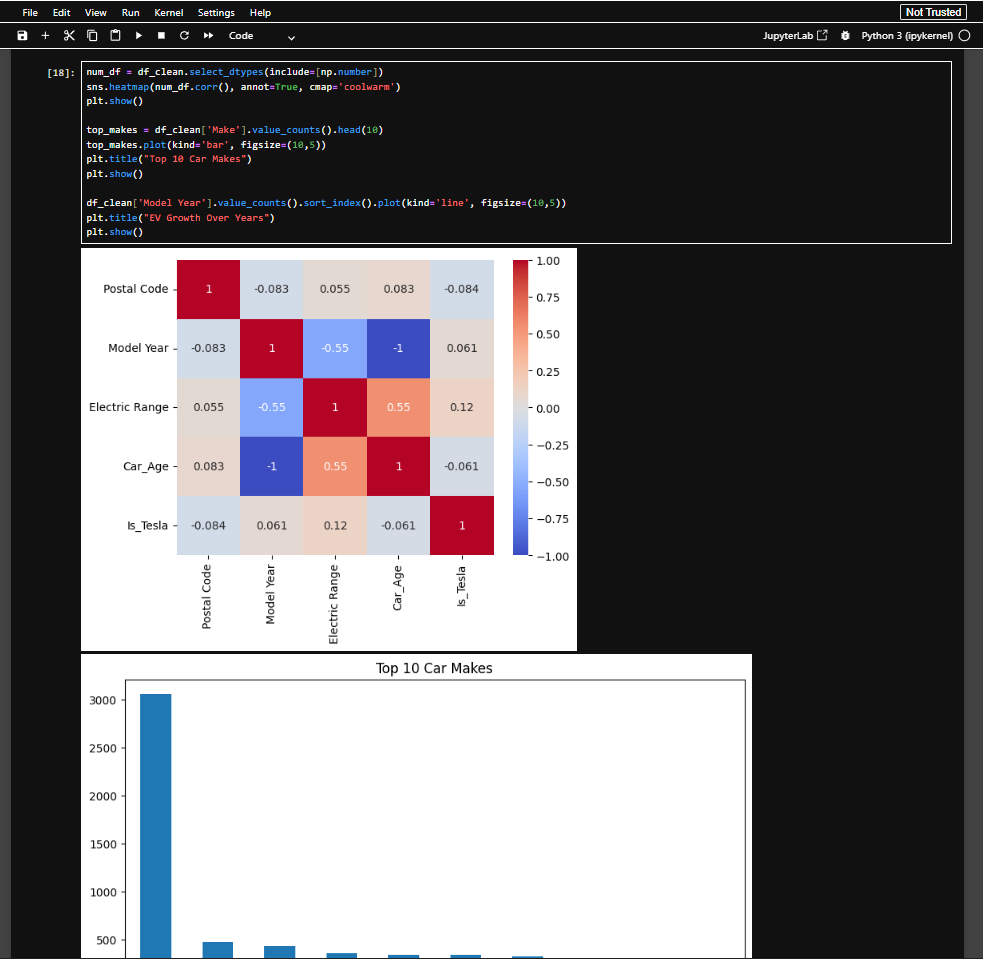 File Edit View Run Kernel Settings Help Not Trusted
Code JupyterLab Python 3 (ipykernel)
[18]: num_df = df_clean.select_dtypes(include=[np.number])
sns.heatmap(num_df.corr(), annot=True, cmap='coolwarm')
plt.show()
top_makes = df_clean['Make'].value_counts().head(10)
top_makes.plot(kind='bar', figsize=(10,5))
plt.title("Top 10 Car Makes")
plt.show()
df_clean['Model Year'].value_counts().sort_index().plot(kind='line', figsize=(10,5))
plt.title("EV Growth Over Years")
plt.show()
Postal Code 1 -0.083 0.055 0.083 -0.084
Model Year -0.083 1 -0.55 -1 0.061
Electric Range 0.055 -0.55 1 0.55 0.12
Car_Age 0.083 -1 0.55 1 -0.061
Is_Tesla -0.084 0.061 0.12 -0.061 1
Postal Code
Model Year
Electric Range
Car_Age
Is_Tesla
1.00
0.75
0.50
0.25
0.00
−0.25
−0.50
−0.75
−1.00
Top 10 Car Makes
3000
2500
2000
1500
1000
500